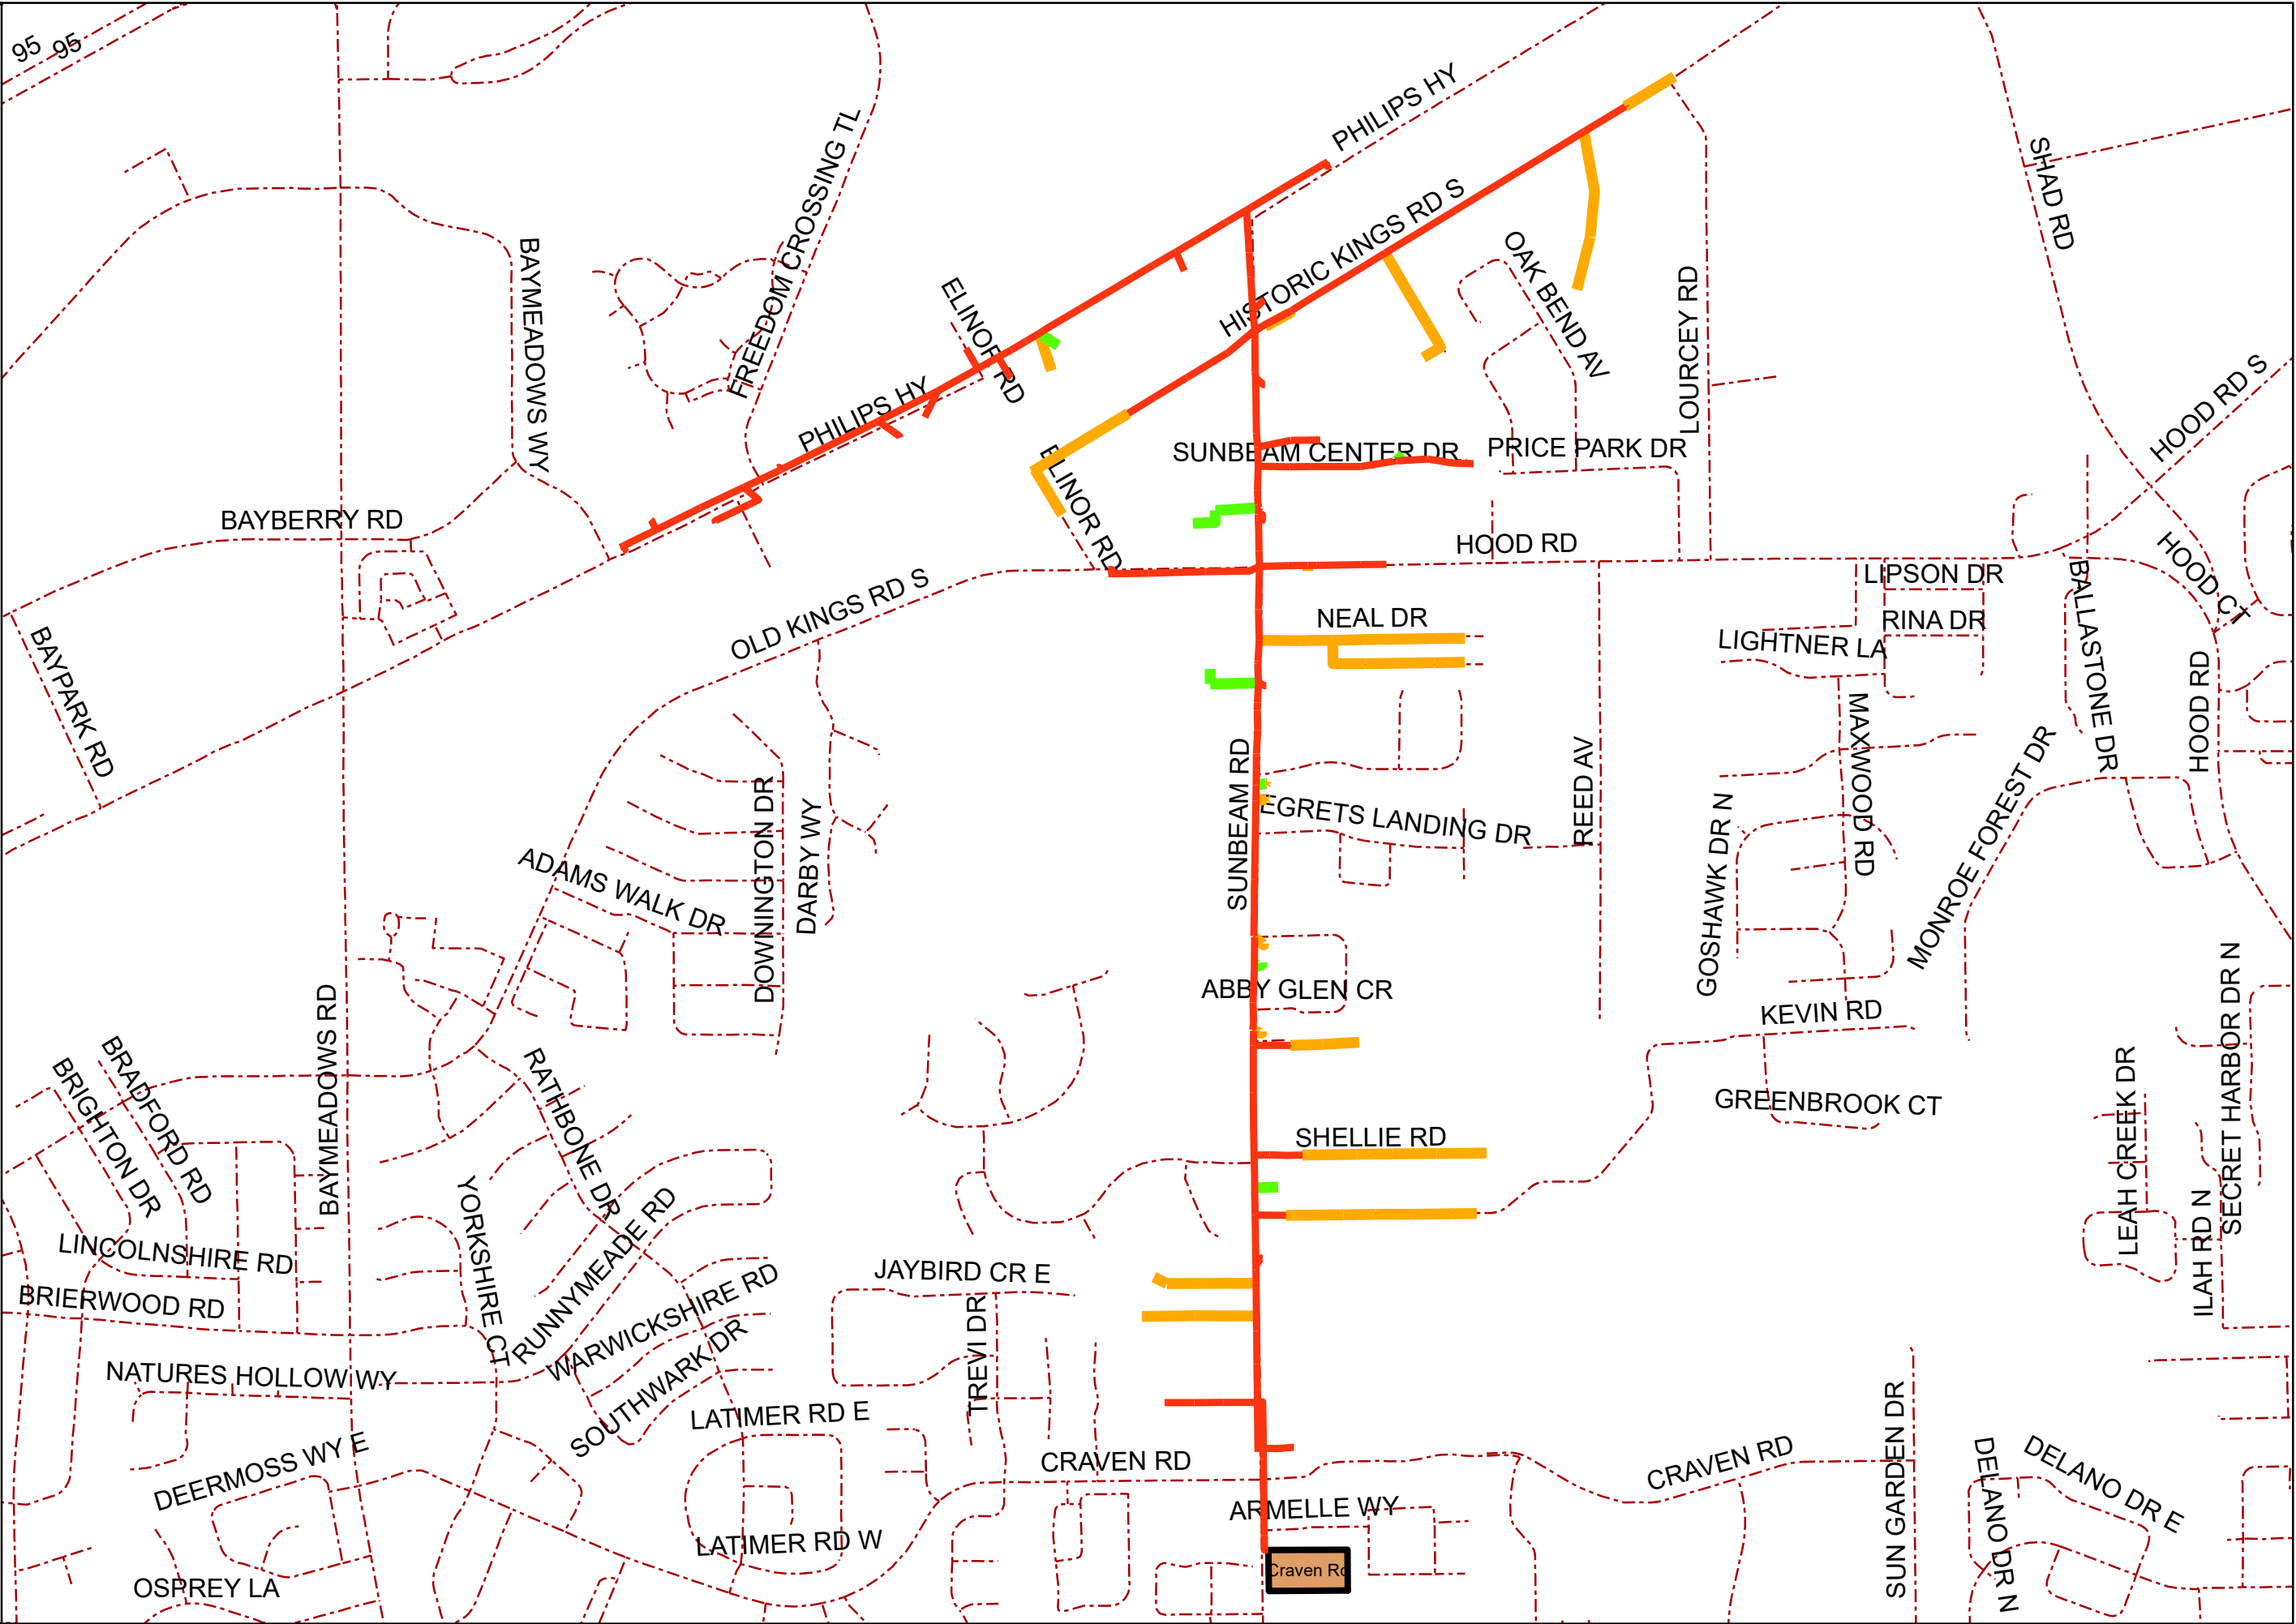 95
95
PHILIPS HY
FREEDOM CROSSING TL
SHAD RD
HISTORIC KINGS RD S
BAYMEADOWS WY
OAK BEND AV
ELINOR RD
LOURCEY RD
HOOD RD S
PHILIPS HY
SUNBEAM CENTER DR
PRICE PARK DR
ELINOR RD
BAYBERRY RD
HOOD RD
HOOD CT
LIPSON DR
OLD KINGS RD S
NEAL DR
RINA DR
BALLASTONE DR
BAYPARK RD
LIGHTNER LA
HOOD RD
MAXWOOD RD
SUNBEAM RD
REED AV
DOWNINGTON DR
DARBY WY
EGRETS LANDING DR
GOSHAWK DR N
MONROE FOREST DR
ADAMS WALK DR
ABBY GLEN CR
KEVIN RD
BAYMEADOWS RD
SECRET HARBOR DR N
BRADFORD RD
BRIGHTON DR
RATHBONE DR
GREENBROOK CT
LEAH CREEK DR
SHELLIE RD
YORKSHIRE CT
RUNNYMEADE RD
ILAH RD N
LINCOLNSHIRE RD
JAYBIRD CR E
BRIERWOOD RD
WARWICKSHIRE RD
TREVI DR
NATURES HOLLOW WY
SOUTHWARK DR
LATIMER RD E
SUN GARDEN DR
DEERMOSS WY E
CRAVEN RD
CRAVEN RD
DELANO DR E
DELANO DR N
ARMELLE WY
LATIMER RD W
Craven Rd
OSPREY LA